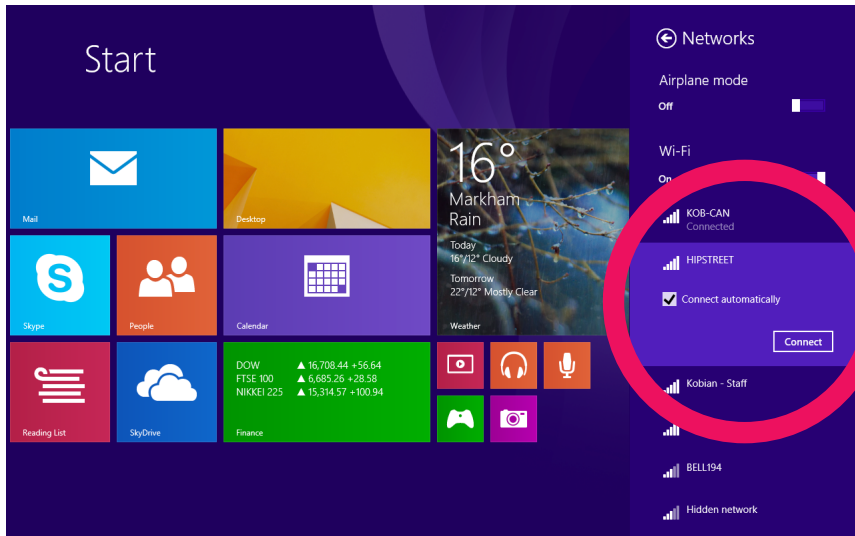 Start
Mail
Desktop
16°
Markham
Rain
Today
16°/12° Cloudy
Tomorrow
22°/12° Mostly Clear
Weather
S
Skype
People
Calendar
Reading List
SkyDrive
DOW ▲ 16,708.44 +56.64
FTSE 100 ▲ 6,685.26 +28.58
NIKKEI 225 ▲ 15,314.57 +100.94
Finance
Networks
Airplane mode
Off
Wi-Fi
On
KOB-CAN
Connected
HIPSTREET
Connect automatically
Connect
Kobian - Staff
BELL194
Hidden network